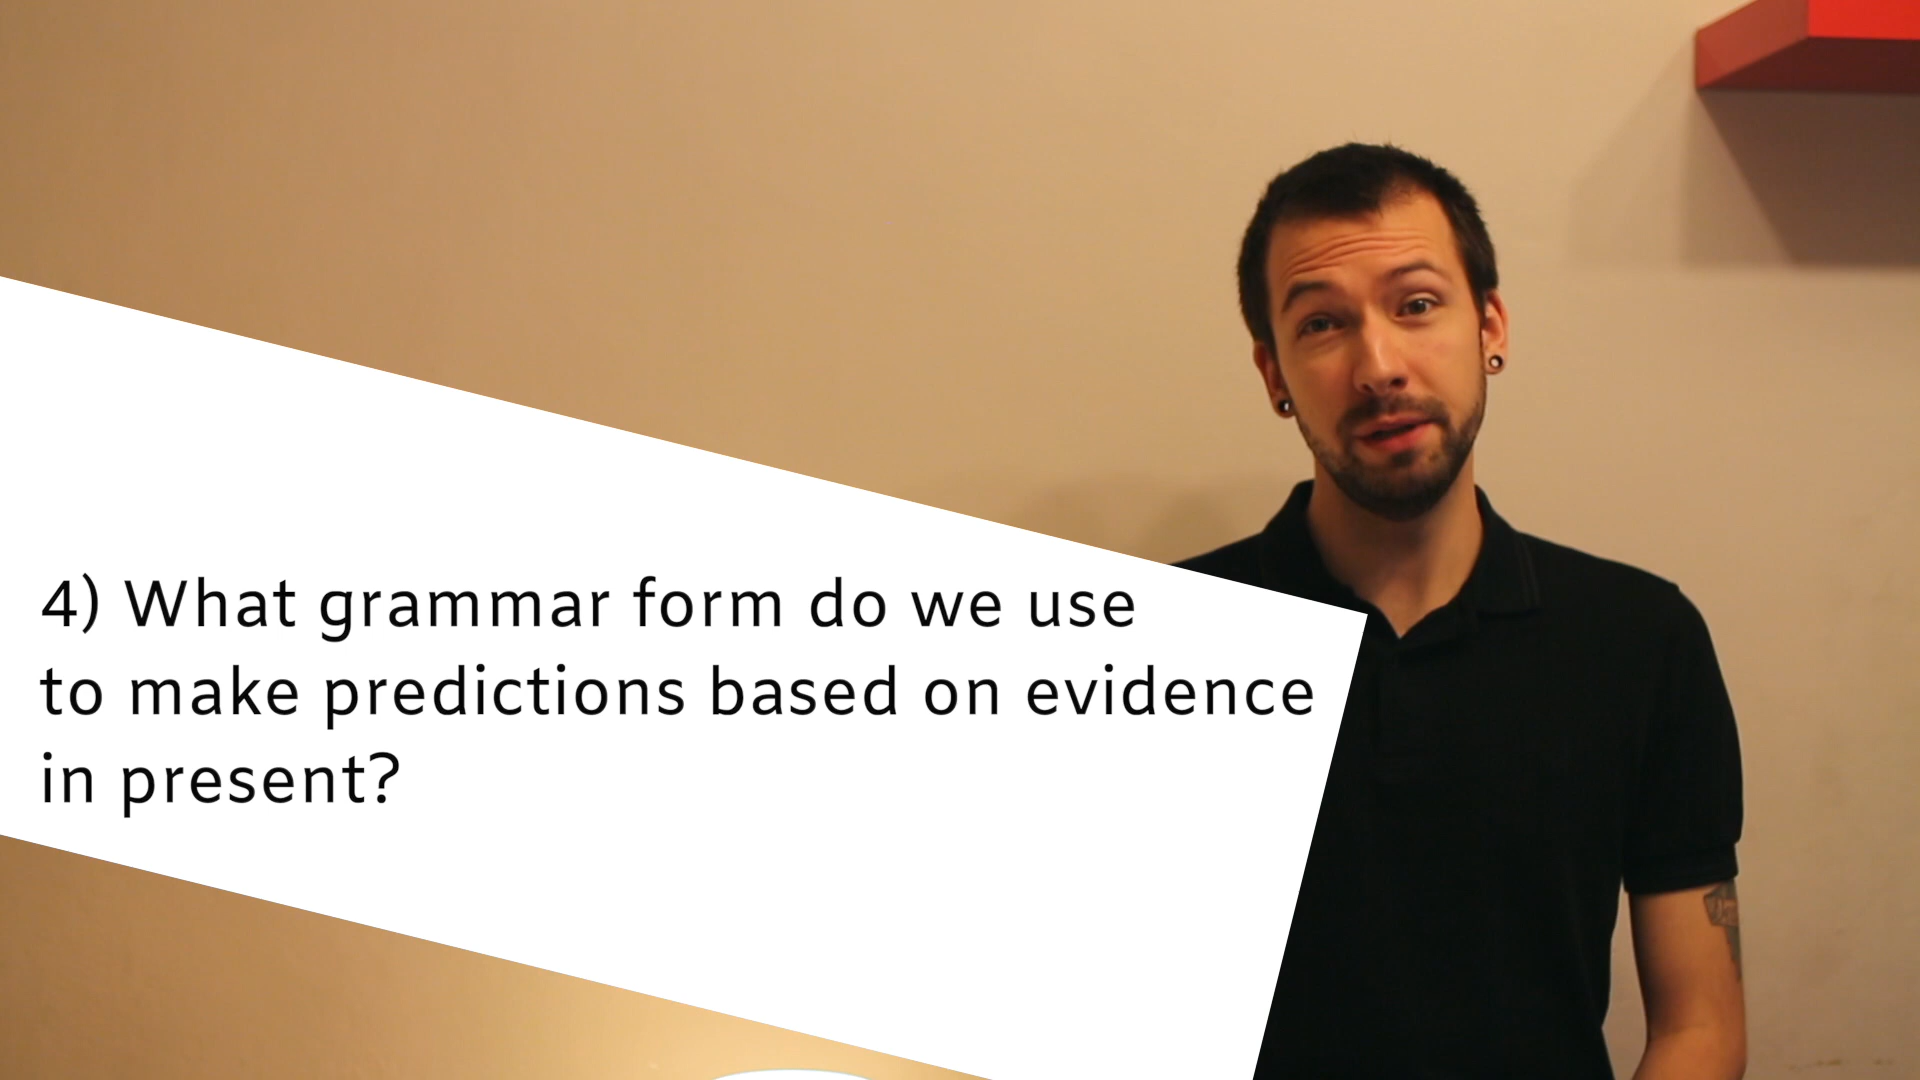 4) What grammar form do we use
to make predictions based on evidence
in present?